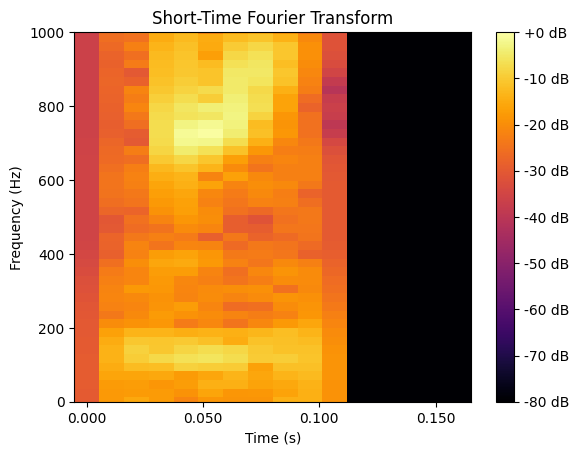 Short-Time Fourier Transform
1000
800
600
400
200
0
Frequency (Hz)
0.000
0.050
0.100
0.150
Time (s)
+0 dB
-10 dB
-20 dB
-30 dB
-40 dB
-50 dB
-60 dB
-70 dB
-80 dB